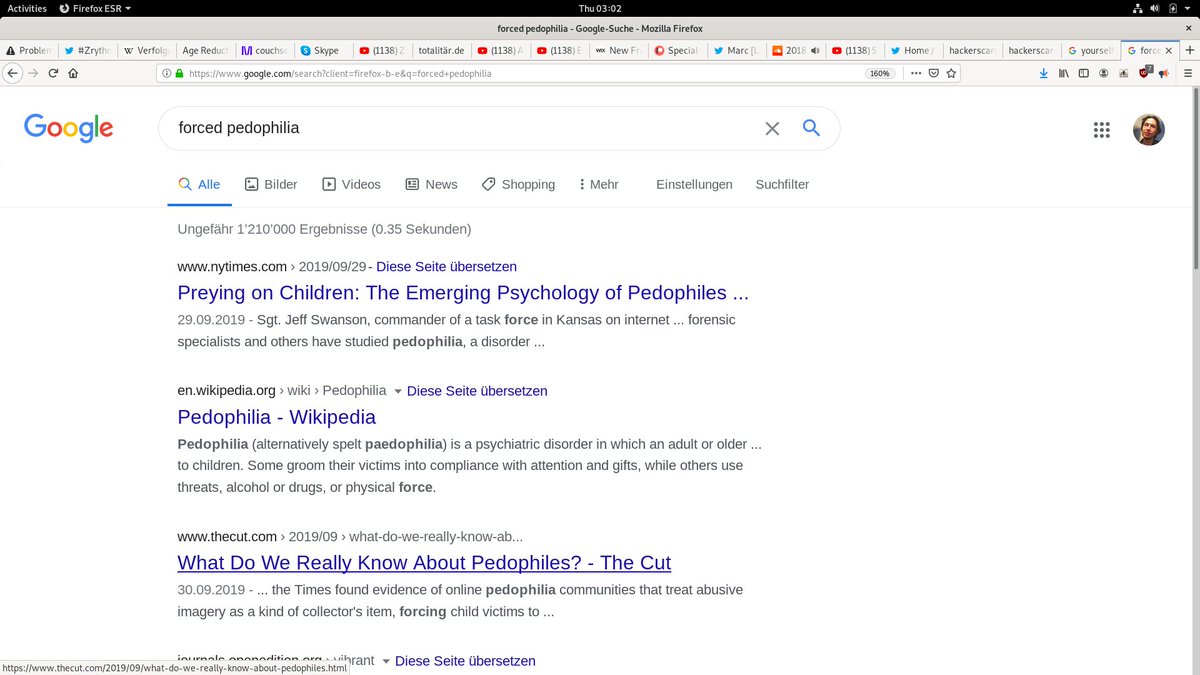 Activities Firefox ESR Thu 03:02
forced pedophilia - Google-Suche - Mozilla Firefox
Problem #Zryth W Verfolg Age Reduct couchs Skype (1138) Z totalitär.de (1138) A (1138) E New Fr Special Marc [L 2018 (1138) S Home / hackerscan hackerscan yourself force
https://www.google.com/search?client=firefox-b-e&q=forced+pedophilia 160% 7
Google forced pedophilia
Alle Bilder Videos News Shopping Mehr Einstellungen Suchfilter
Ungefähr 1'210'000 Ergebnisse (0.35 Sekunden)
www.nytimes.com › 2019/09/29 - Diese Seite übersetzen
Preying on Children: The Emerging Psychology of Pedophiles ...
29.09.2019 - Sgt. Jeff Swanson, commander of a task force in Kansas on internet ... forensic
specialists and others have studied pedophilia, a disorder ...
en.wikipedia.org › wiki › Pedophilia Diese Seite übersetzen
Pedophilia - Wikipedia
Pedophilia (alternatively spelt paedophilia) is a psychiatric disorder in which an adult or older ...
to children. Some groom their victims into compliance with attention and gifts, while others use
threats, alcohol or drugs, or physical force.
www.thecut.com › 2019/09 › what-do-we-really-know-ab...
What Do We Really Know About Pedophiles? - The Cut
30.09.2019 - ... the Times found evidence of online pedophilia communities that treat abusive
imagery as a kind of collector's item, forcing child victims to ...
journals.openedition.org › vibrant Diese Seite übersetzen
https://www.thecut.com/2019/09/what-do-we-really-know-about-pedophiles.html